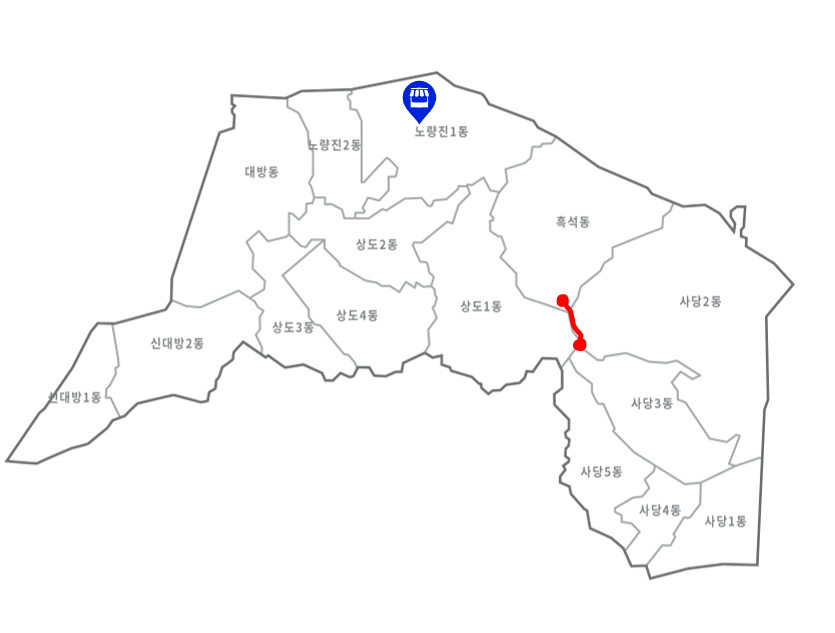 노량진1동
노량진2동
대방동
흑석동
상도2동
사당2동
상도1동
상도4동
상도3동
신대방2동
신대방1동
사당3동
사당5동
사당4동
사당1동